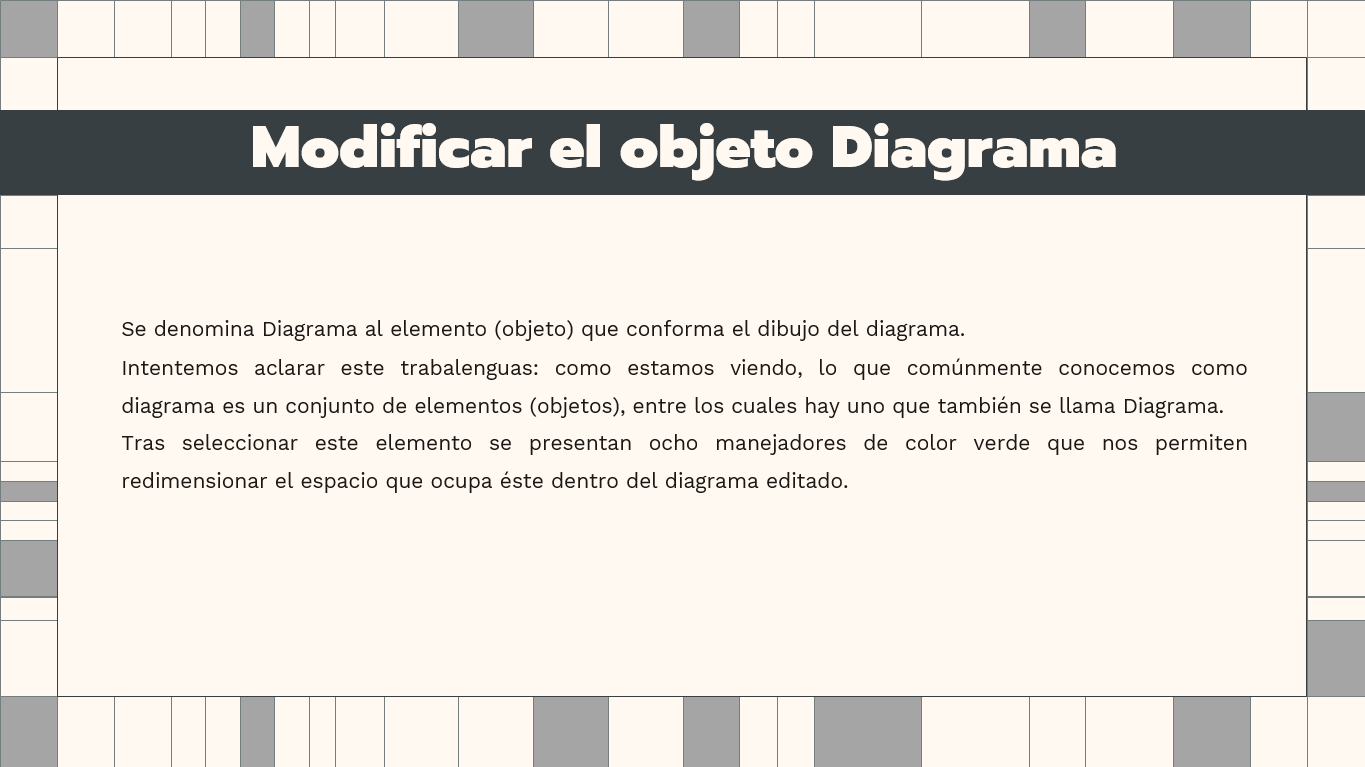 Modificar el objeto Diagrama
Se denomina Diagrama al elemento (objeto) que conforma el dibujo del diagrama.
Intentemos aclarar este trabalenguas: como estamos viendo, lo que comúnmente conocemos como
diagrama es un conjunto de elementos (objetos), entre los cuales hay uno que también se llama Diagrama.
Tras seleccionar este elemento se presentan ocho manejadores de color verde que nos permiten
redimensionar el espacio que ocupa éste dentro del diagrama editado.